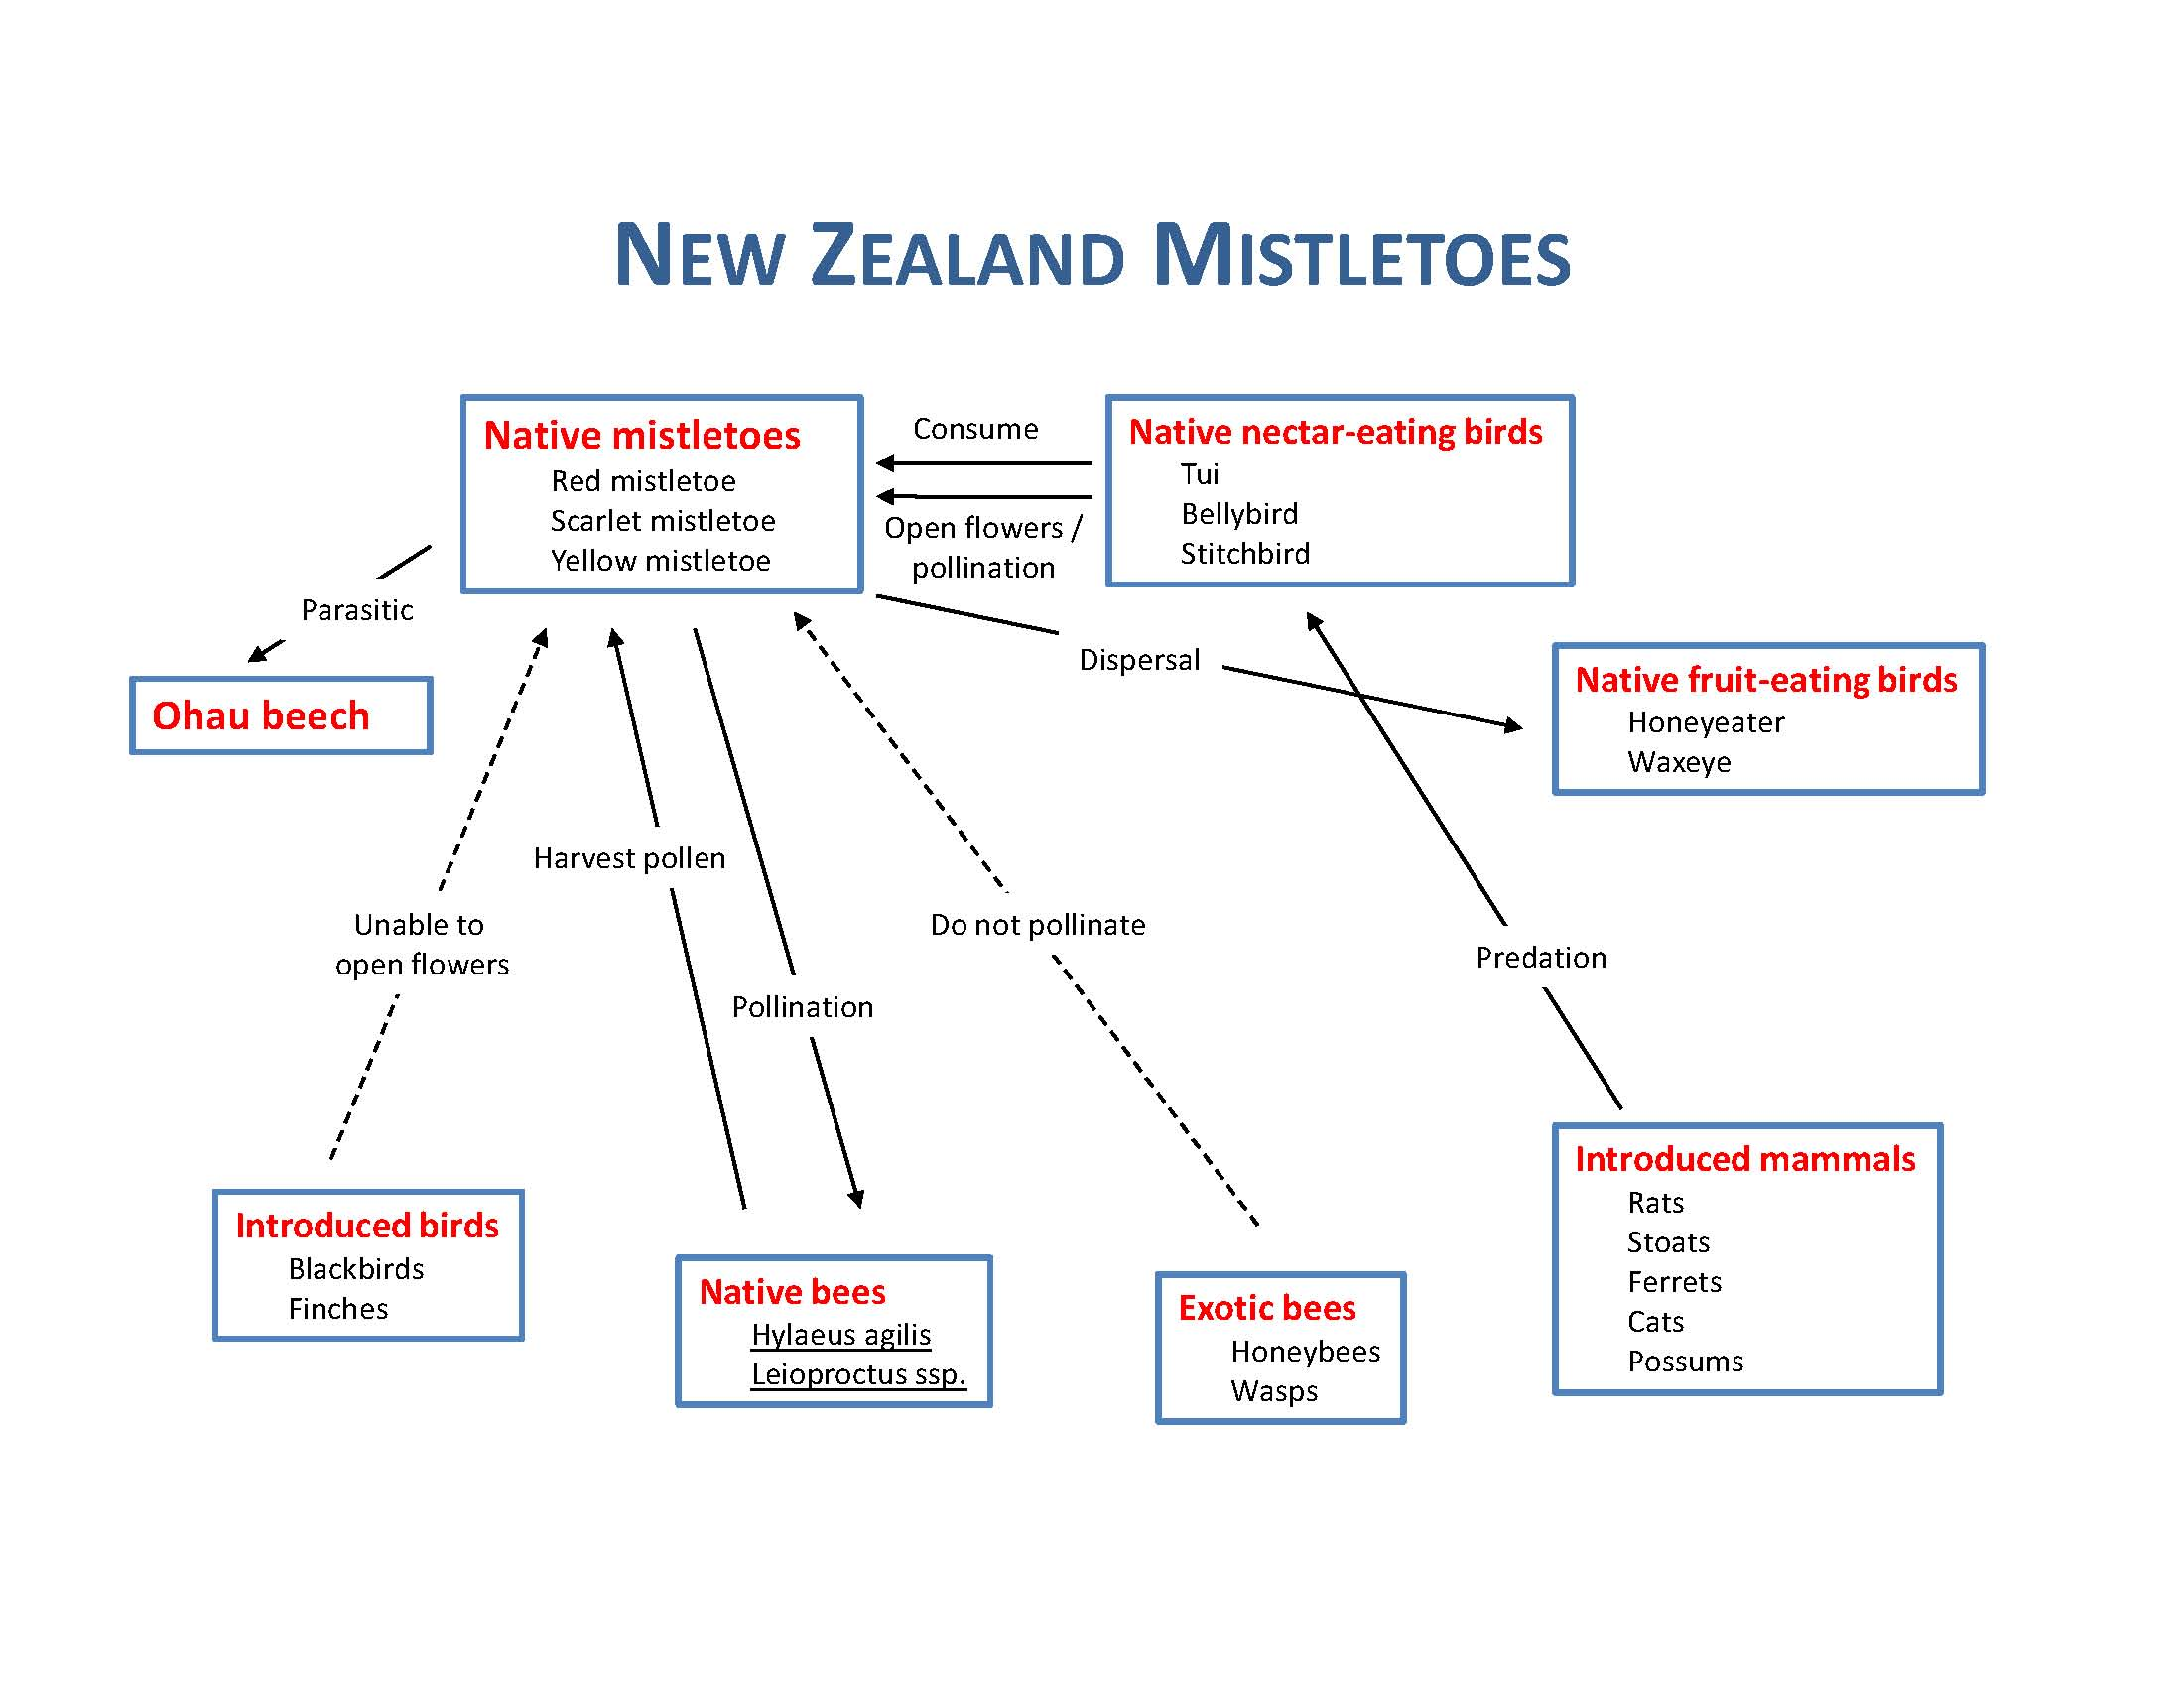 NEW ZEALAND MISTLETOES
Native mistletoes
Red mistletoe
Scarlet mistletoe
Yellow mistletoe
Consume
Open flowers /
pollination
Native nectar-eating birds
Tui
Bellybird
Stitchbird
Parasitic
Ohau beech
Dispersal
Native fruit-eating birds
Honeyeater
Waxeye
Harvest pollen
Unable to
open flowers
Do not pollinate
Pollination
Predation
Introduced birds
Blackbirds
Finches
Native bees
Hylaeus agilis
Leioproctus ssp.
Exotic bees
Honeybees
Wasps
Introduced mammals
Rats
Stoats
Ferrets
Cats
Possums